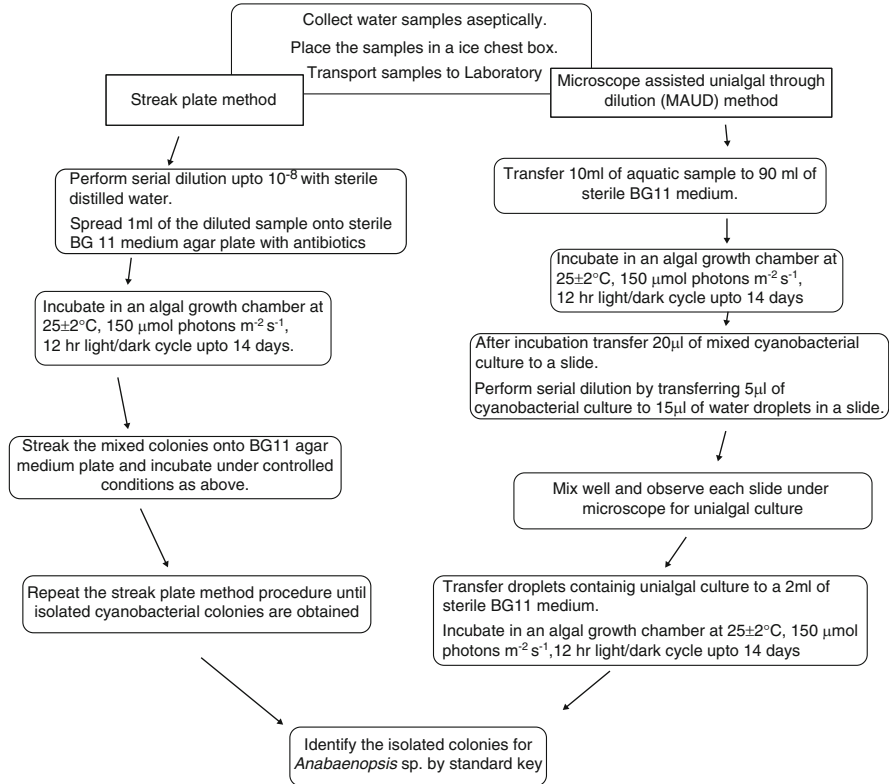 Collect water samples aseptically.
Place the samples in a ice chest box.
Transport samples to Laboratory
Streak plate method
Perform serial dilution upto 10⁻⁸ with sterile
distilled water.
Spread 1ml of the diluted sample onto sterile
BG 11 medium agar plate with antibiotics
Incubate in an algal growth chamber at
25±2°C, 150 μmol photons m⁻² s⁻¹,
12 hr light/dark cycle upto 14 days.
Streak the mixed colonies onto BG11 agar
medium plate and incubate under controlled
conditions as above.
Repeat the streak plate method procedure until
isolated cyanobacterial colonies are obtained
Microscope assisted unialgal through
dilution (MAUD) method
Transfer 10ml of aquatic sample to 90 ml of
sterile BG11 medium.
Incubate in an algal growth chamber at
25±2°C, 150 μmol photons m⁻² s⁻¹,
12 hr light/dark cycle upto 14 days
After incubation transfer 20μl of mixed cyanobacterial
culture to a slide.
Perform serial dilution by transferring 5μl of
cyanobacterial culture to 15μl of water droplets in a slide.
Mix well and observe each slide under
microscope for unialgal culture
Transfer droplets containig unialgal culture to a 2ml of
sterile BG11 medium.
Incubate in an algal growth chamber at 25±2°C, 150 μmol
photons m⁻² s⁻¹,12 hr light/dark cycle upto 14 days
Identify the isolated colonies for
Anabaenopsis sp. by standard key